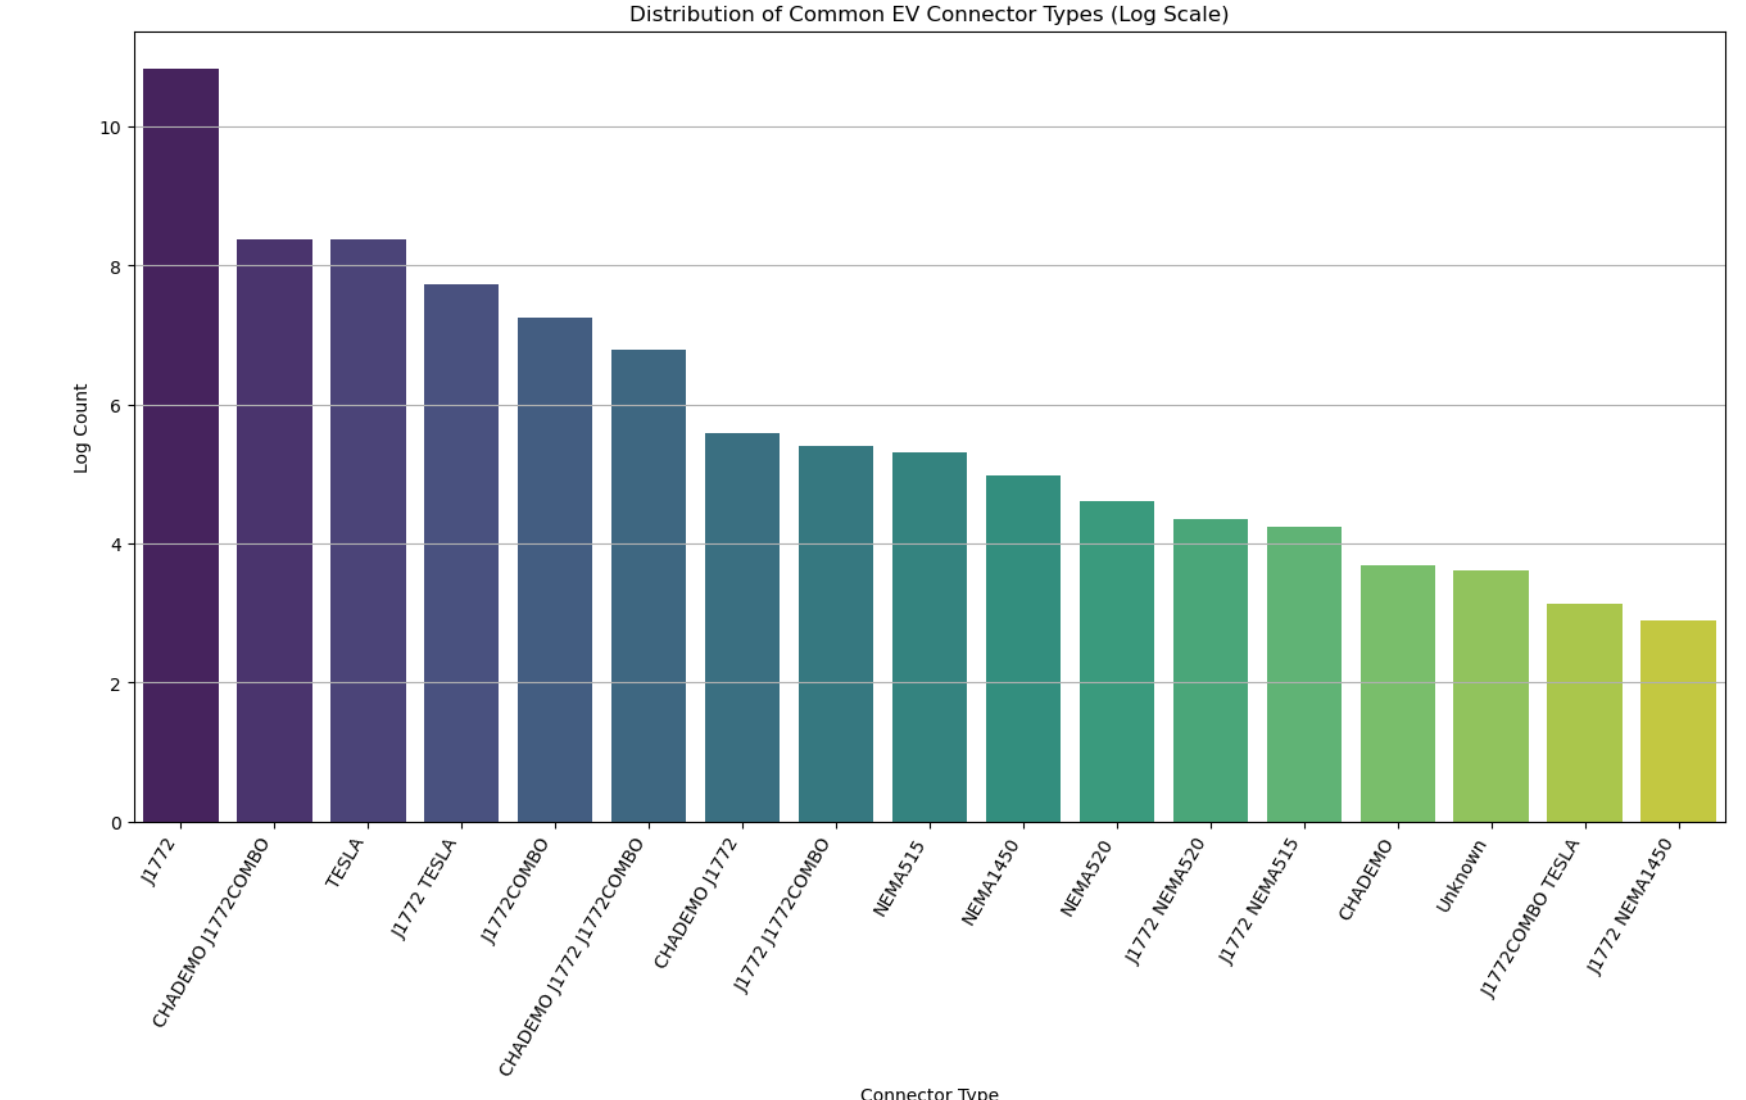 Distribution of Common EV Connector Types (Log Scale)
10
8
6
4
2
0
Log Count
J1772
CHADEMO J1772COMBO
TESLA
J1772 TESLA
J1772COMBO
CHADEMO J1772 J1772COMBO
CHADEMO J1772
J1772 J1772COMBO
NEMA515
NEMA1450
NEMA520
J1772 NEMA520
J1772 NEMA515
CHADEMO
Unknown
J1772COMBO TESLA
J1772 NEMA1450
Connector Type